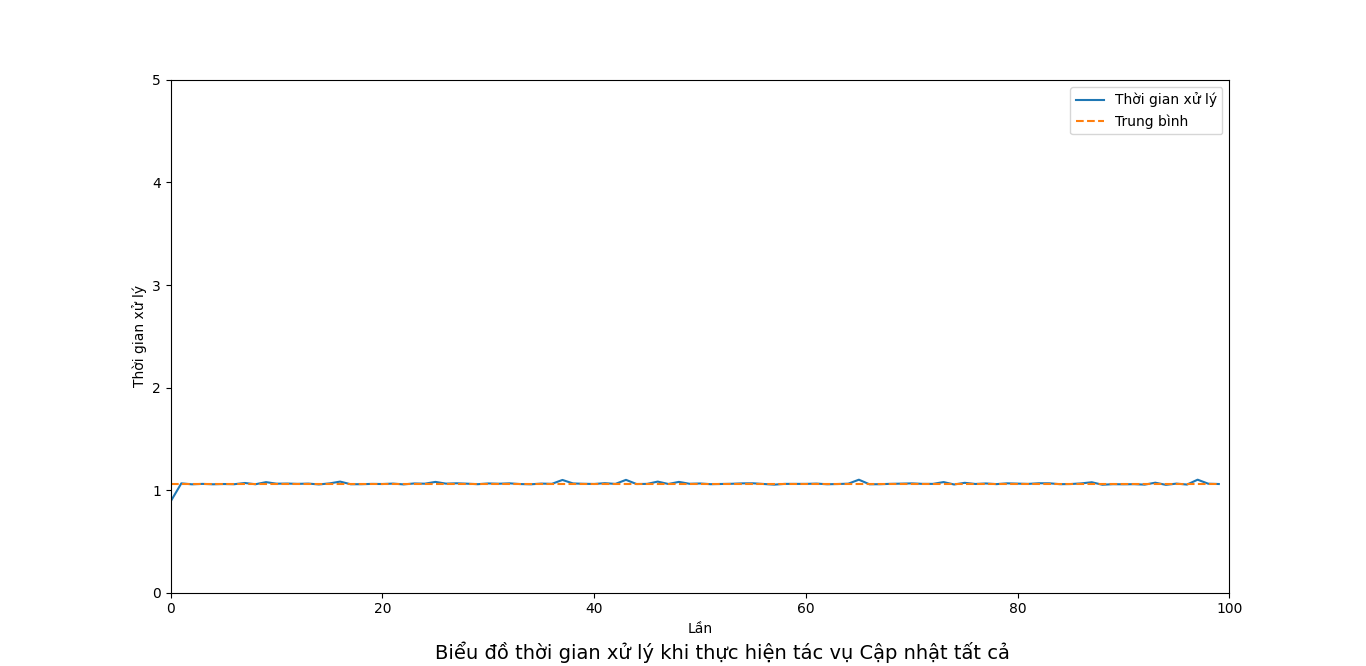 5
4
3
2
1
0
Thời gian xử lý
Thời gian xử lý
Trung bình
0 20 40 60 80 100
Lần
Biểu đồ thời gian xử lý khi thực hiện tác vụ Cập nhật tất cả